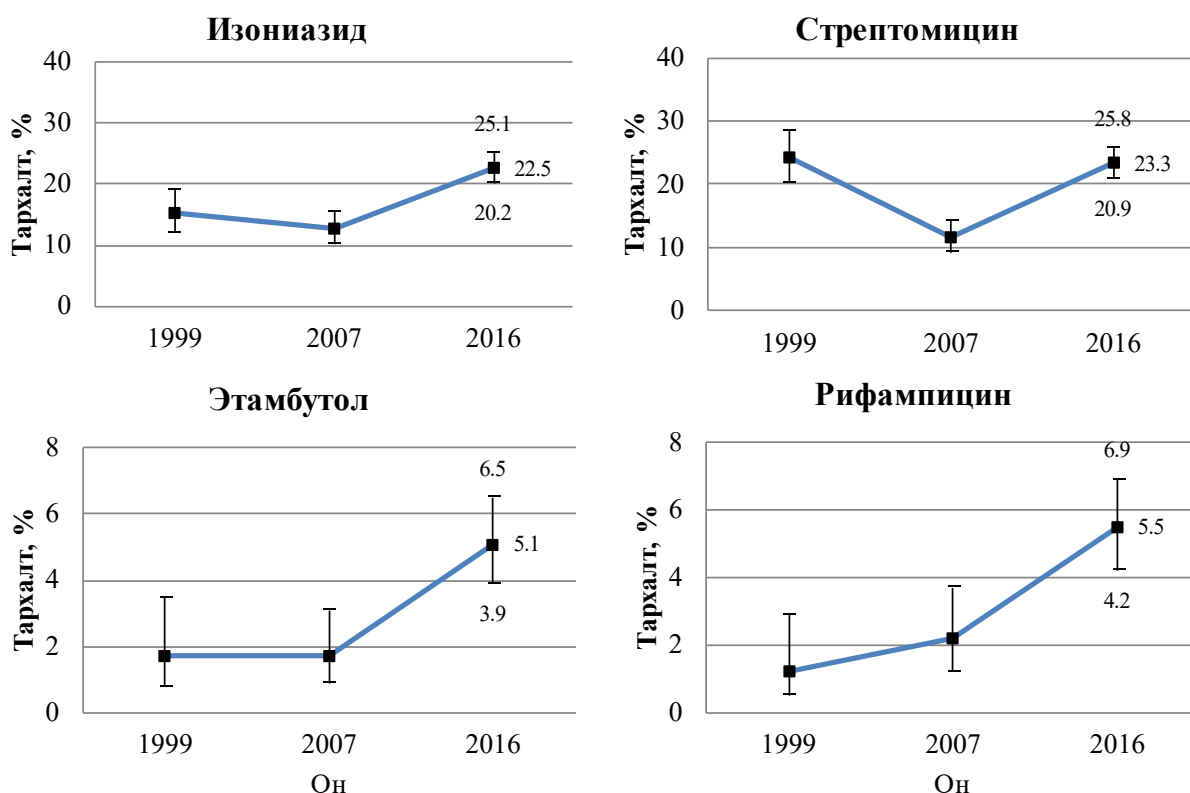 Изониазид
Тархалт, %
40
30
20
10
0
25.1
22.5
20.2
1999 2007 2016
Стрептомицин
Тархалт, %
40
30
20
10
0
25.8
23.3
20.9
1999 2007 2016
Этамбутол
Тархалт, %
8
6
4
2
0
6.5
5.1
3.9
1999 2007 2016
Он
Рифампицин
Тархалт, %
8
6
4
2
0
6.9
5.5
4.2
1999 2007 2016
Он